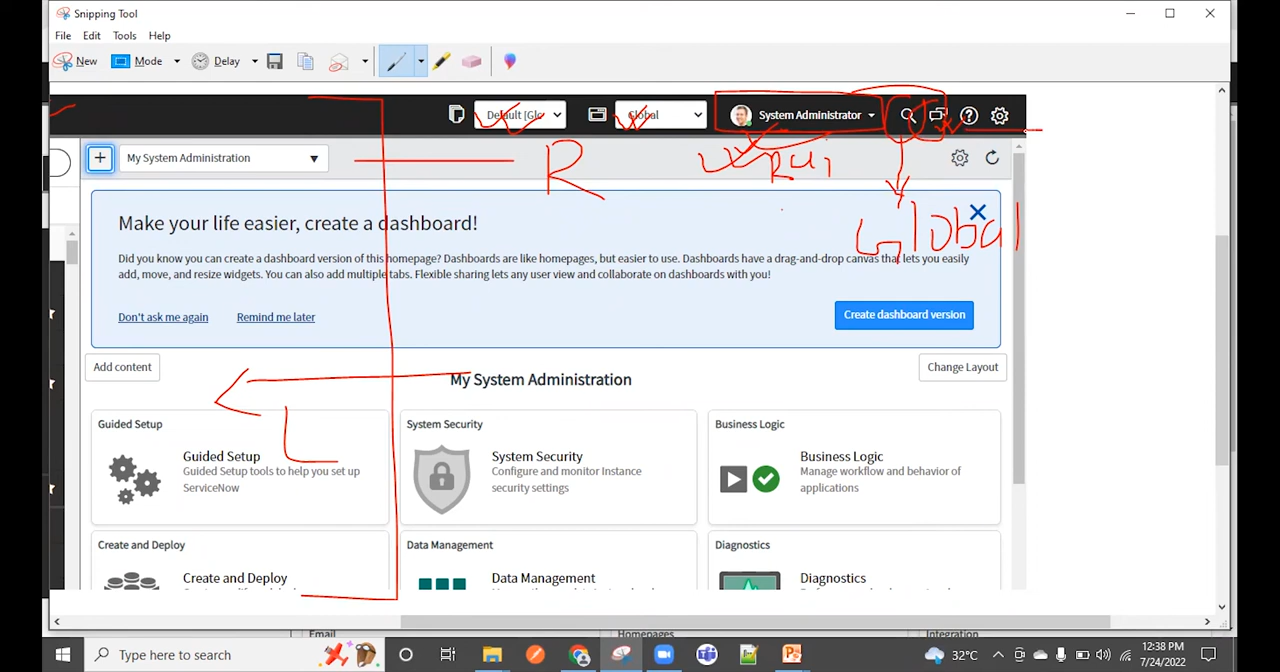 Snipping Tool
File Edit Tools Help
New Mode Delay
Default [Glo Global System Administrator
My System Administration
R
Global
Make your life easier, create a dashboard!
Did you know you can create a dashboard version of this homepage? Dashboards are like homepages, but easier to use. Dashboards have a drag-and-drop canvas that lets you easily
add, move, and resize widgets. You can also add multiple tabs. Flexible sharing lets any user view and collaborate on dashboards with you!
Don't ask me again Remind me later Create dashboard version
Add content Change Layout
My System Administration
L
Guided Setup System Security Business Logic
Guided Setup System Security Business Logic
Guided Setup tools to help you set up Configure and monitor Instance Manage workflow and behavior of
ServiceNow security settings applications
Create and Deploy Data Management Diagnostics
Create and Deploy Data Management Diagnostics
Email Homepages Integration
Type here to search 32°C 12:38 PM
7/24/2022